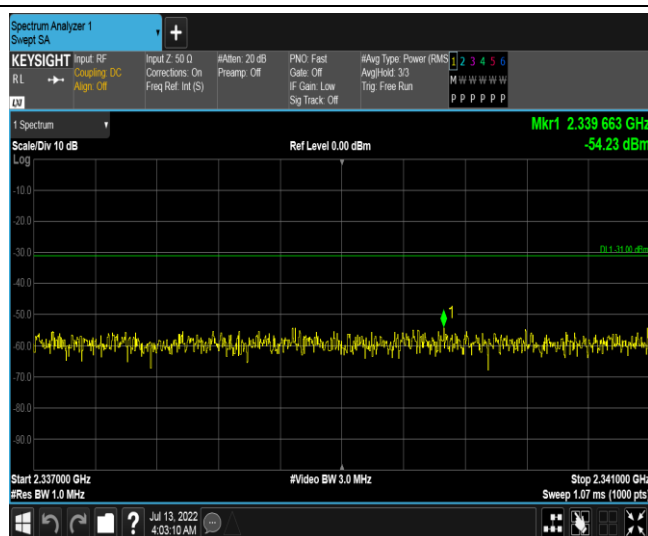 Spectrum Analyzer 1
Swept SA
KEYSIGHT
RL
LXI
Input: RF
Coupling: DC
Align: Off
Input Z: 50 Ω
Corrections: On
Freq Ref: Int (S)
#Atten: 20 dB
Preamp: Off
PNO: Fast
Gate: Off
IF Gain: Low
Sig Track: Off
#Avg Type: Power (RMS
Avg|Hold: 3/3
Trig: Free Run
1 2 3 4 5 6
M W W W W W
P P P P P P
1 Spectrum
Mkr1 2.339 663 GHz
Scale/Div 10 dB
Ref Level 0.00 dBm
-54.23 dBm
Log
-10.0
-20.0
-30.0
DL1 -31.00 dBm
-40.0
-50.0
1
-60.0
-70.0
-80.0
-90.0
Start 2.337000 GHz
#Video BW 3.0 MHz
Stop 2.341000 GHz
#Res BW 1.0 MHz
Sweep 1.07 ms (1000 pts)
?
Jul 13, 2022
4:03:10 AM